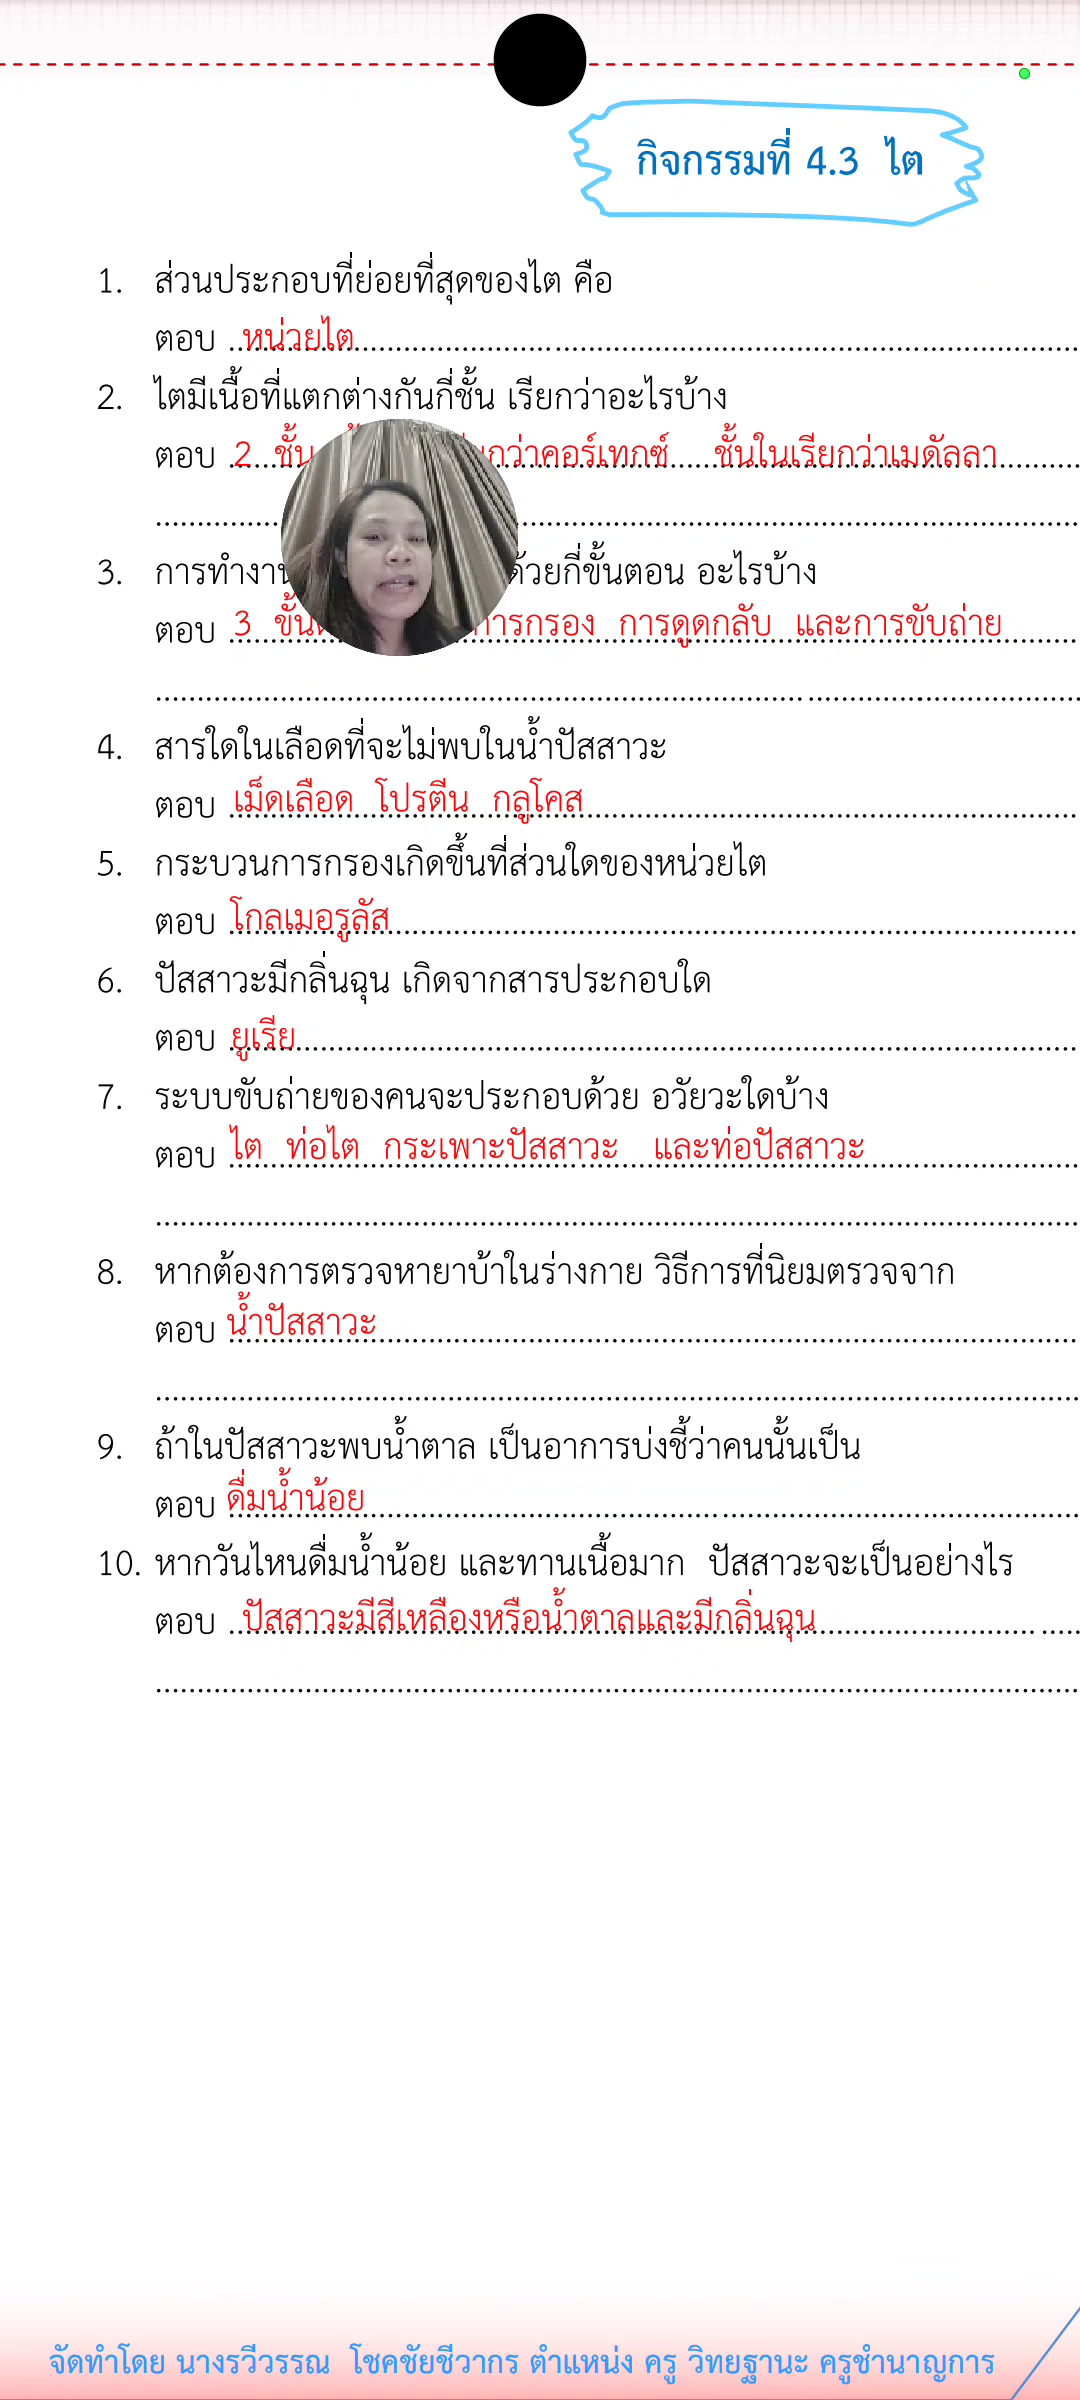 กิจกรรมที่ 4.3 ไต
1. ส่วนประกอบที่ย่อยที่สุดของไต คือ
ตอบ หน่วยไต
2. ไตมีเนื้อที่แตกต่างกันกี่ชั้น เรียกว่าอะไรบ้าง
ตอบ 2 ชั้น กว่าคอร์เทกซ์ ชั้นในเรียกว่าเมดัลลา
3. การทำงาน ด้วยกี่ขั้นตอน อะไรบ้าง
ตอบ 3 การกรอง การดูดกลับ และการขับถ่าย
4. สารใดในเลือดที่จะไม่พบในน้ำปัสสาวะ
ตอบ เม็ดเลือด โปรตีน กลูโคส
5. กระบวนการกรองเกิดขึ้นที่ส่วนใดของหน่วยไต
ตอบ โกลเมอรูลัส
6. ปัสสาวะมีกลิ่นฉุน เกิดจากสารประกอบใด
ตอบ ยูเรีย
7. ระบบขับถ่ายของคนจะประกอบด้วย อวัยวะใดบ้าง
ตอบ ไต ท่อไต กระเพาะปัสสาวะ และท่อปัสสาวะ
8. หากต้องการตรวจหายาบ้าในร่างกาย วิธีการที่นิยมตรวจจาก
ตอบ น้ำปัสสาวะ
9. ถ้าในปัสสาวะพบน้ำตาล เป็นอาการบ่งชี้ว่าคนนั้นเป็น
ตอบ ดื่มน้ำน้อย
10. หากวันไหนดื่มน้ำน้อย และทานเนื้อมาก ปัสสาวะจะเป็นอย่างไร
ตอบ ปัสสาวะมีสีเหลืองหรือน้ำตาลและมีกลิ่นฉุน
จัดทำโดย นางรวีวรรณ โชคชัยชีวากร ตำแหน่ง ครู วิทยฐานะ ครูชำนาญการ